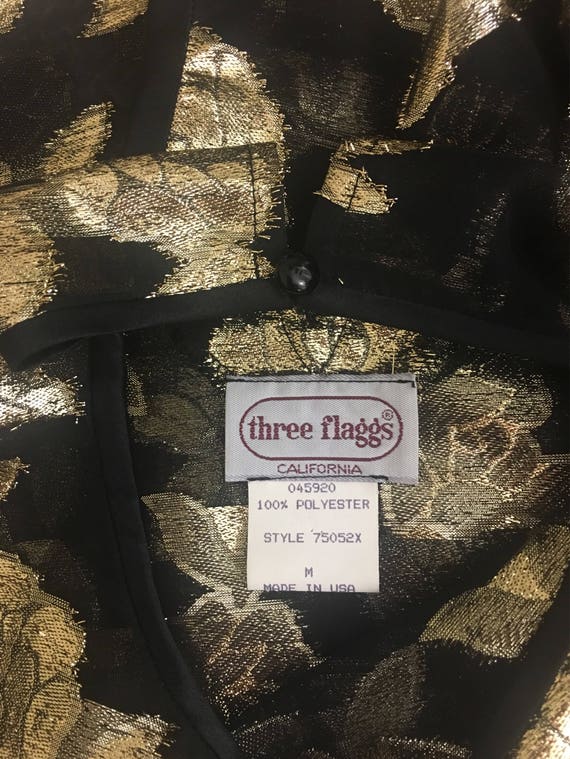 three flaggs®
CALIFORNIA
045920
100% POLYESTER
STYLE 75052X
M
MADE IN USA